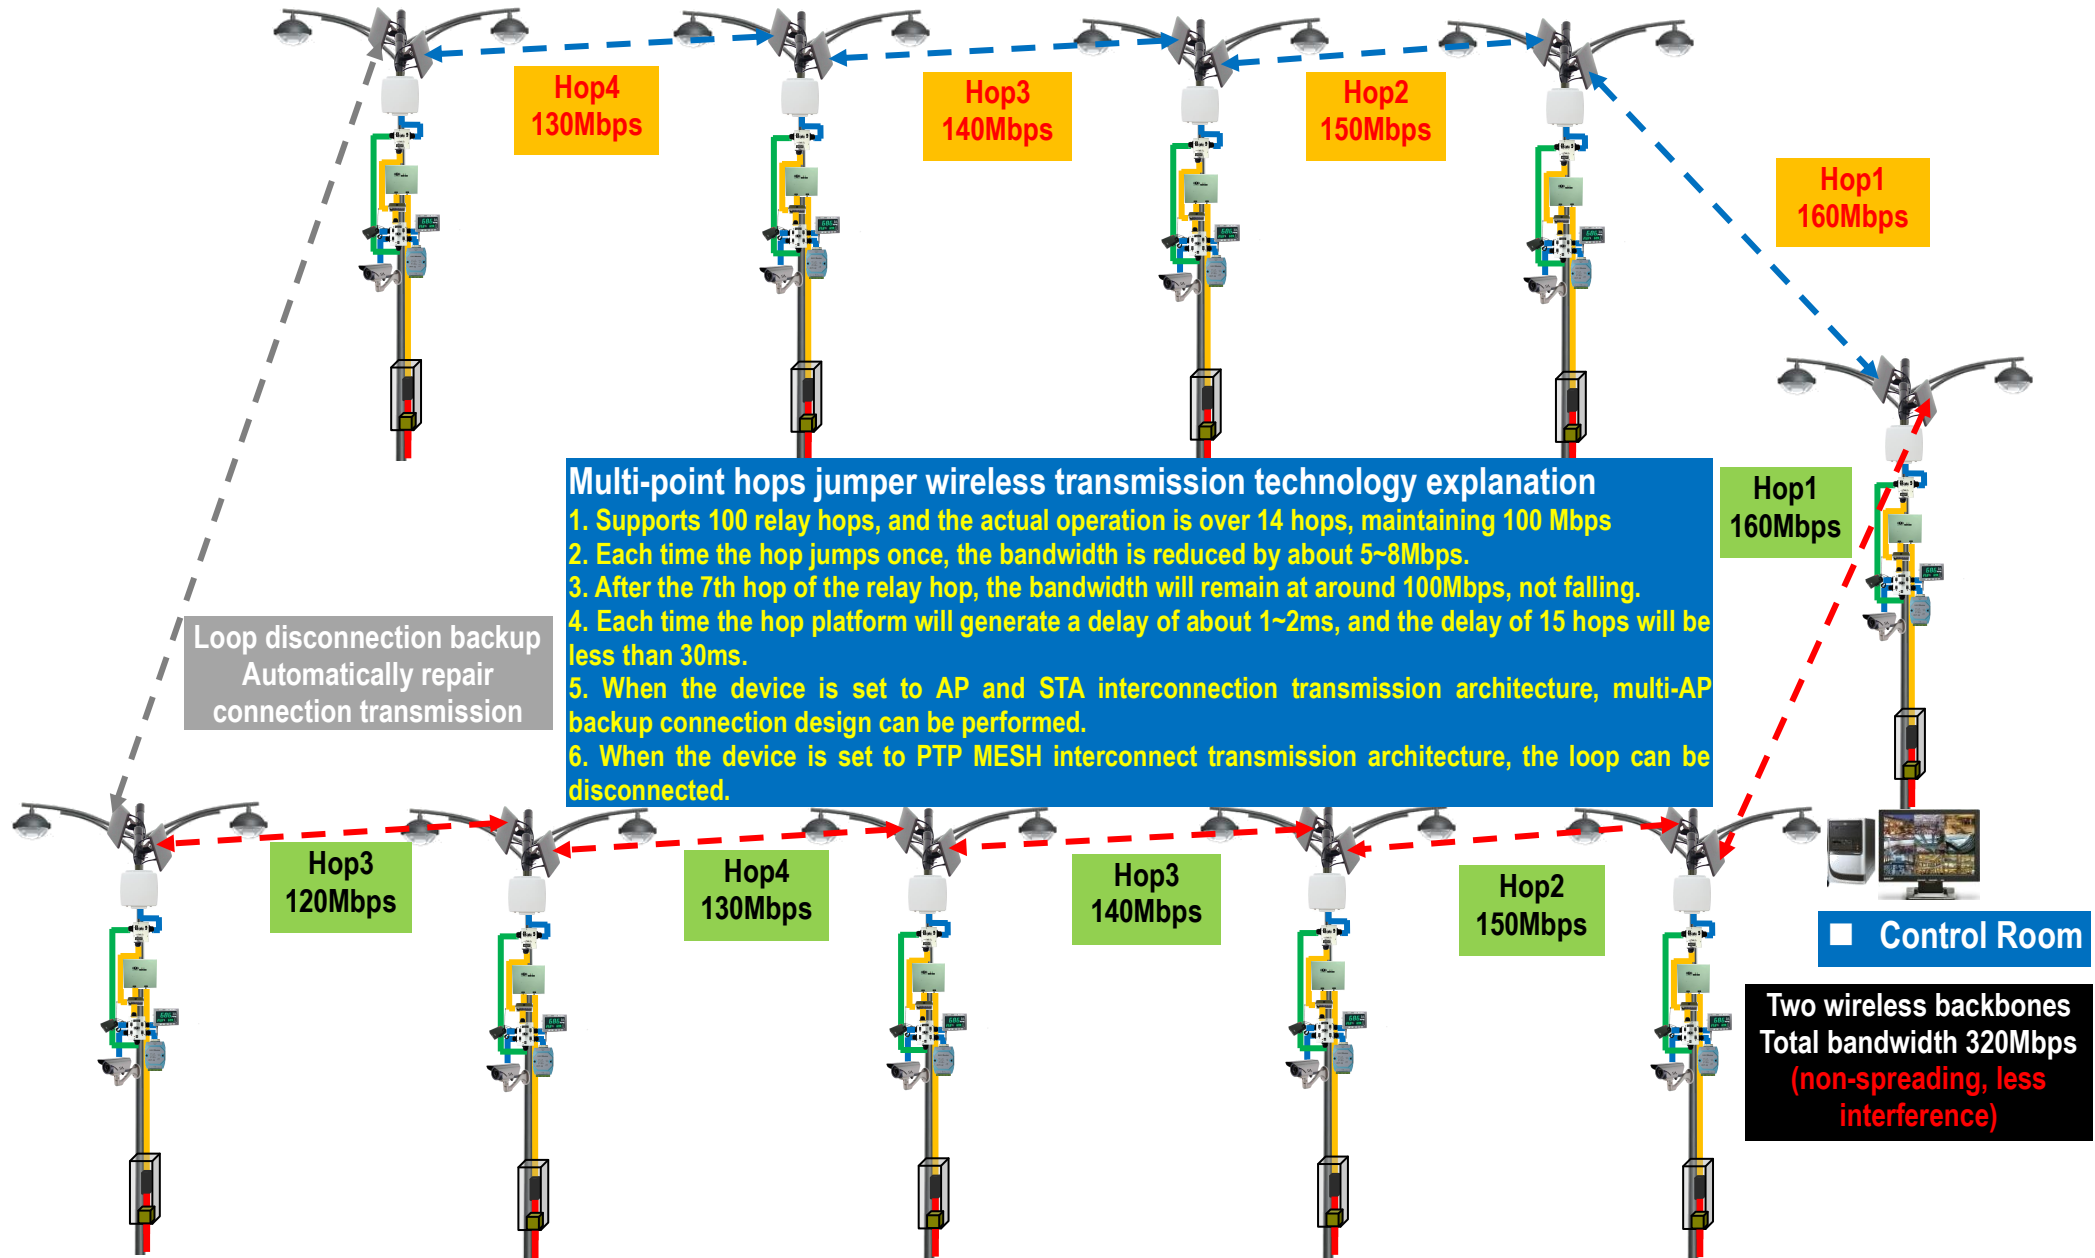 Hop4
130Mbps
Hop3
140Mbps
Hop2
150Mbps
Hop1
160Mbps
Multi-point hops jumper wireless transmission technology explanation
1. Supports 100 relay hops, and the actual operation is over 14 hops, maintaining 100 Mbps
2. Each time the hop jumps once, the bandwidth is reduced by about 5~8Mbps.
3. After the 7th hop of the relay hop, the bandwidth will remain at around 100Mbps, not falling.
4. Each time the hop platform will generate a delay of about 1~2ms, and the delay of 15 hops will be
less than 30ms.
5. When the device is set to AP and STA interconnection transmission architecture, multi-AP
backup connection design can be performed.
6. When the device is set to PTP MESH interconnect transmission architecture, the loop can be
disconnected.
Hop1
160Mbps
Loop disconnection backup
Automatically repair
connection transmission
Hop3
120Mbps
Hop4
130Mbps
Hop3
140Mbps
Hop2
150Mbps
Control Room
Two wireless backbones
Total bandwidth 320Mbps
(non-spreading, less
interference)